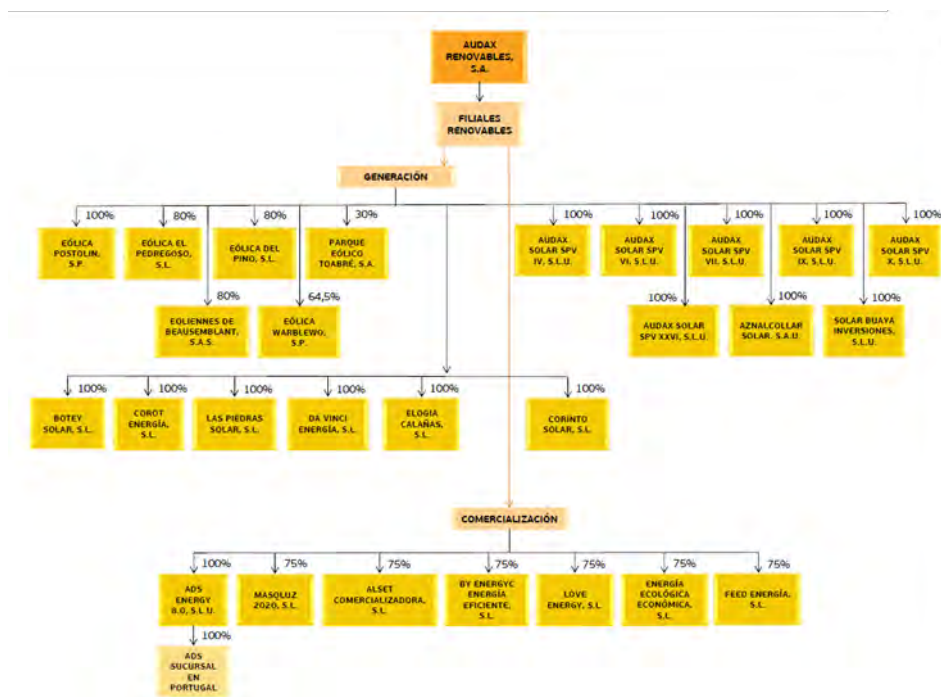 AUDAX
RENOVABLES,
S.A.
FILIALES
RENOVABLES
GENERACIÓN
100%
80%
80%
30%
100%
100%
100%
100%
100%
EÓLICA
POSTOLIN,
S.P.
EÓLICA EL
PEDREGOSO,
S.L.
EÓLICA DEL
PINO, S.L.
PARQUE
EÓLICO
TOABRÉ, S.A.
AUDAX
SOLAR SPV
IV, S.L.U.
AUDAX
SOLAR SPV
VI, S.L.U.
AUDAX
SOLAR SPV
VII, S.L.U.
AUDAX
SOLAR SPV
IX, S.L.U.
AUDAX
SOLAR SPV
X, S.L.U.
80%
64,5%
100%
100%
100%
EOLIENNES DE
BEAUSEMBLANT,
S.A.S.
EÓLICA
WARBLEWO,
S.P.
AUDAX SOLAR
SPV XXVI, S.L.U.
AZNALCOLLAR
SOLAR, S.A.U.
SOLAR BUAYA
INVERSIONES,
S.L.U.
100%
100%
100%
100%
100%
100%
BOTEY
SOLAR, S.L.
COROT
ENERGÍA,
S.L.
LAS PIEDRAS
SOLAR, S.L.
DA VINCI
ENERGÍA, S.L.
ELOGIA
CALAÑAS,
S.L.
CORINTO
SOLAR, S.L.
COMERCIALIZACIÓN
100%
75%
75%
75%
75%
75%
75%
ADS
ENERGY
8.0, S.L.U.
MASQLUZ
2020, S.L.
ALSET
COMERCIALIZADORA,
S.L.
BY ENERGYC
ENERGÍA
EFICIENTE,
S.L.
LOVE
ENERGY, S.L.
ENERGÍA
ECOLÓGICA
ECONÓMICA,
S.L.
FEED ENERGÍA,
S.L.
100%
ADS
SUCURSAL
EN
PORTUGAL